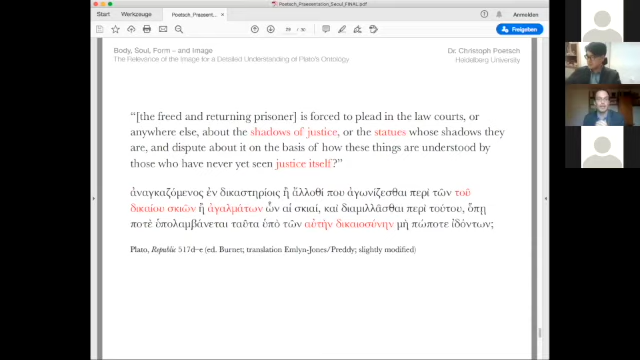 Poetsch_Praesentation_Seoul_FINAL.pdf
Start Werkzeuge Poetsch_Praesentation... × Anmelden
Freigeben
Body, Soul, Form – and Image
The Relevance of the Image for a Detailed Understanding of Plato's Ontology
Dr. Christoph Poetsch
Heidelberg University
“[the freed and returning prisoner] is forced to plead in the law courts, or
anywhere else, about the shadows of justice, or the statues whose shadows they
are, and dispute about it on the basis of how these things are understood by
those who have never yet seen justice itself?”
ἀναγκαζόμενος ἐν δικαστηρίοις ἢ ἄλλοθί που ἀγωνίζεσθαι περὶ τῶν τοῦ
δικαίου σκιῶν ἢ ἀγαλμάτων ὧν αἱ σκιαί, καὶ διαμιλλᾶσθαι περὶ τούτου, ὅπῃ
ποτὲ ὑπολαμβάνεται ταῦτα ὑπὸ τῶν αὐτὴν δικαιοσύνην μὴ πώποτε ἰδόντων;
Plato, Republic 517d–e (ed. Burnet; translation Emlyn-Jones/Preddy; slightly modified)